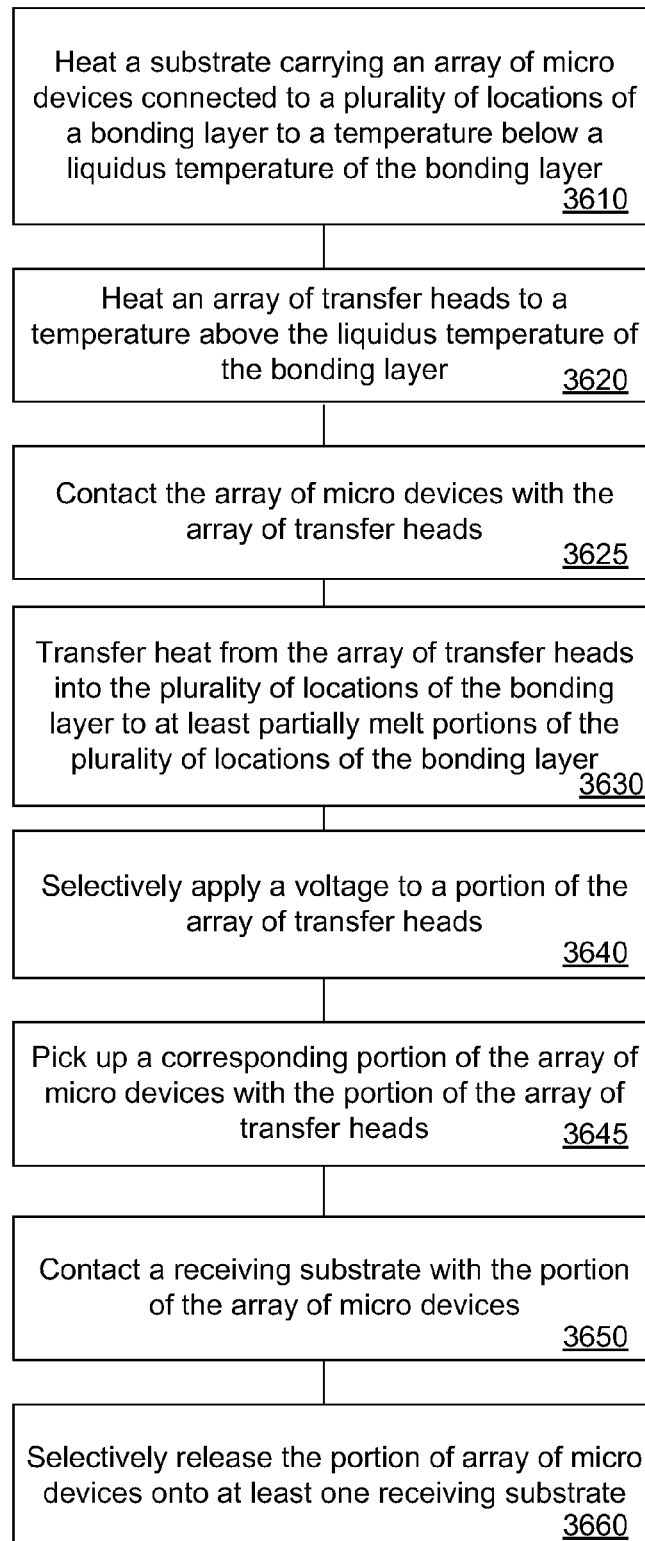 Heat a substrate carrying an array of micro
devices connected to a plurality of locations of
a bonding layer to a temperature below a
liquidus temperature of the bonding layer
3610
Heat an array of transfer heads to a
temperature above the liquidus temperature of
the bonding layer
3620
Contact the array of micro devices with the
array of transfer heads
3625
Transfer heat from the array of transfer heads
into the plurality of locations of the bonding
layer to at least partially melt portions of the
plurality of locations of the bonding layer
3630
Selectively apply a voltage to a portion of the
array of transfer heads
3640
Pick up a corresponding portion of the array of
micro devices with the portion of the array of
transfer heads
3645
Contact a receiving substrate with the portion
of the array of micro devices
3650
Selectively release the portion of array of micro
devices onto at least one receiving substrate
3660